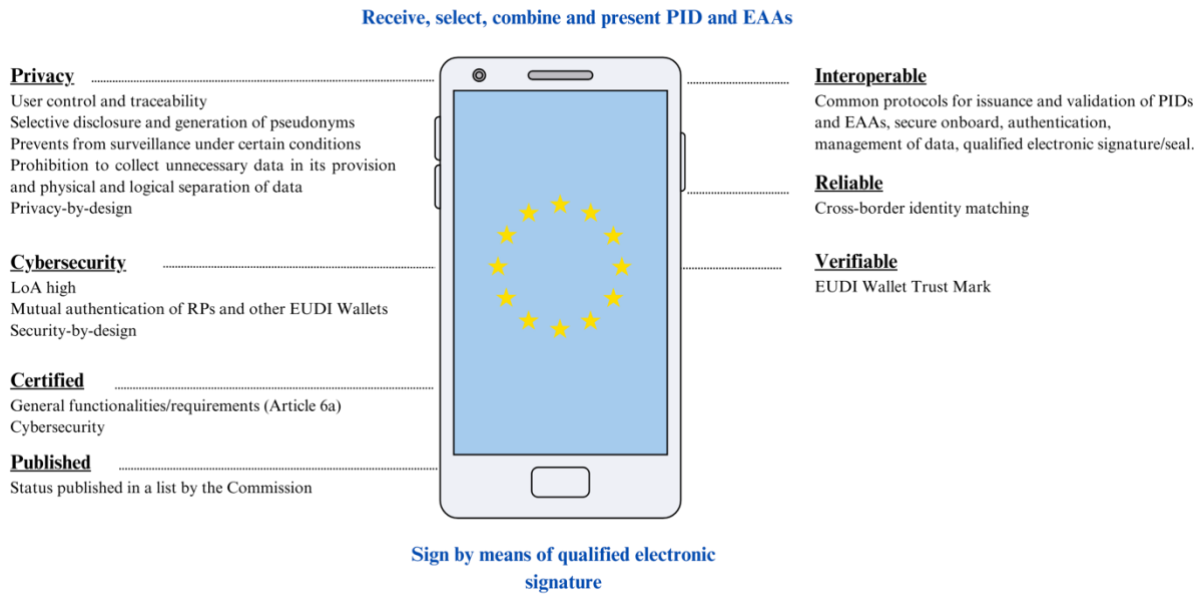 Receive, select, combine and present PID and EAAs
Privacy
User control and traceability
Selective disclosure and generation of pseudonyms
Prevents from surveillance under certain conditions
Prohibition to collect unnecessary data in its provision
and physical and logical separation of data
Privacy-by-design
Cybersecurity
LoA high
Mutual authentication of RPs and other EUDI Wallets
Security-by-design
Certified
General functionalities/requirements (Article 6a)
Cybersecurity
Published
Status published in a list by the Commission
Interoperable
Common protocols for issuance and validation of PIDs
and EAAs, secure onboard, authentication,
management of data, qualified electronic signature/seal.
Reliable
Cross-border identity matching
Verifiable
EUDI Wallet Trust Mark
Sign by means of qualified electronic
signature